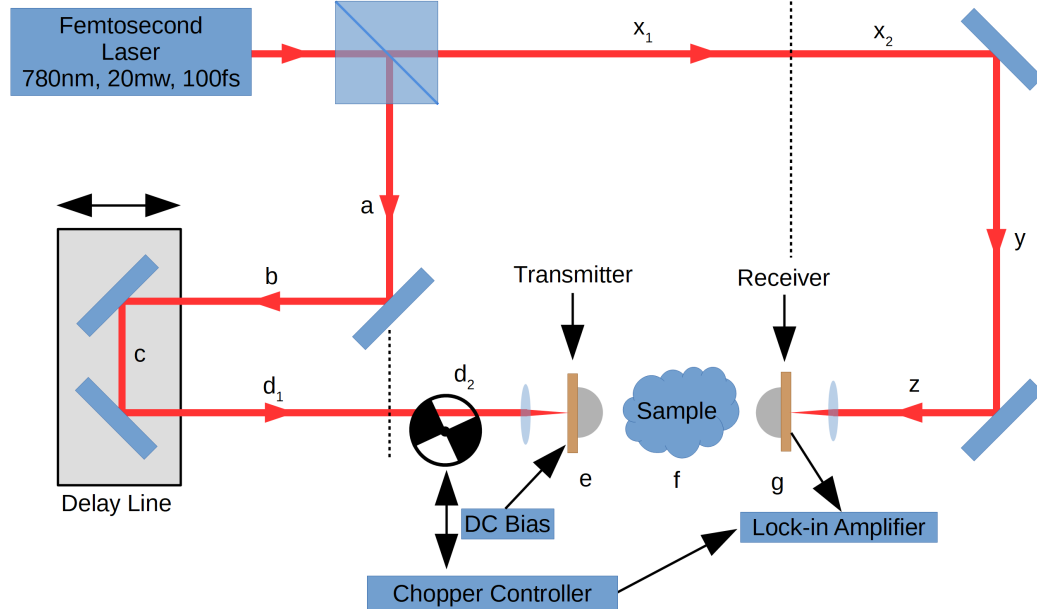 Femtosecond
Laser
780nm, 20mw, 100fs
x1
x2
a
y
b
Transmitter
Receiver
c
d1
d2
Sample
z
e
f
g
Delay Line
DC Bias
Lock-in Amplifier
Chopper Controller